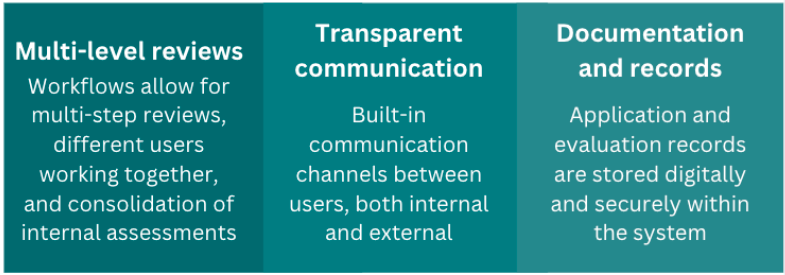 Multi-level reviews
Workflows allow for
multi-step reviews,
different users
working together,
and consolidation of
internal assessments
Transparent
communication
Built-in
communication
channels between
users, both internal
and external
Documentation
and records
Application and
evaluation records
are stored digitally
and securely within
the system